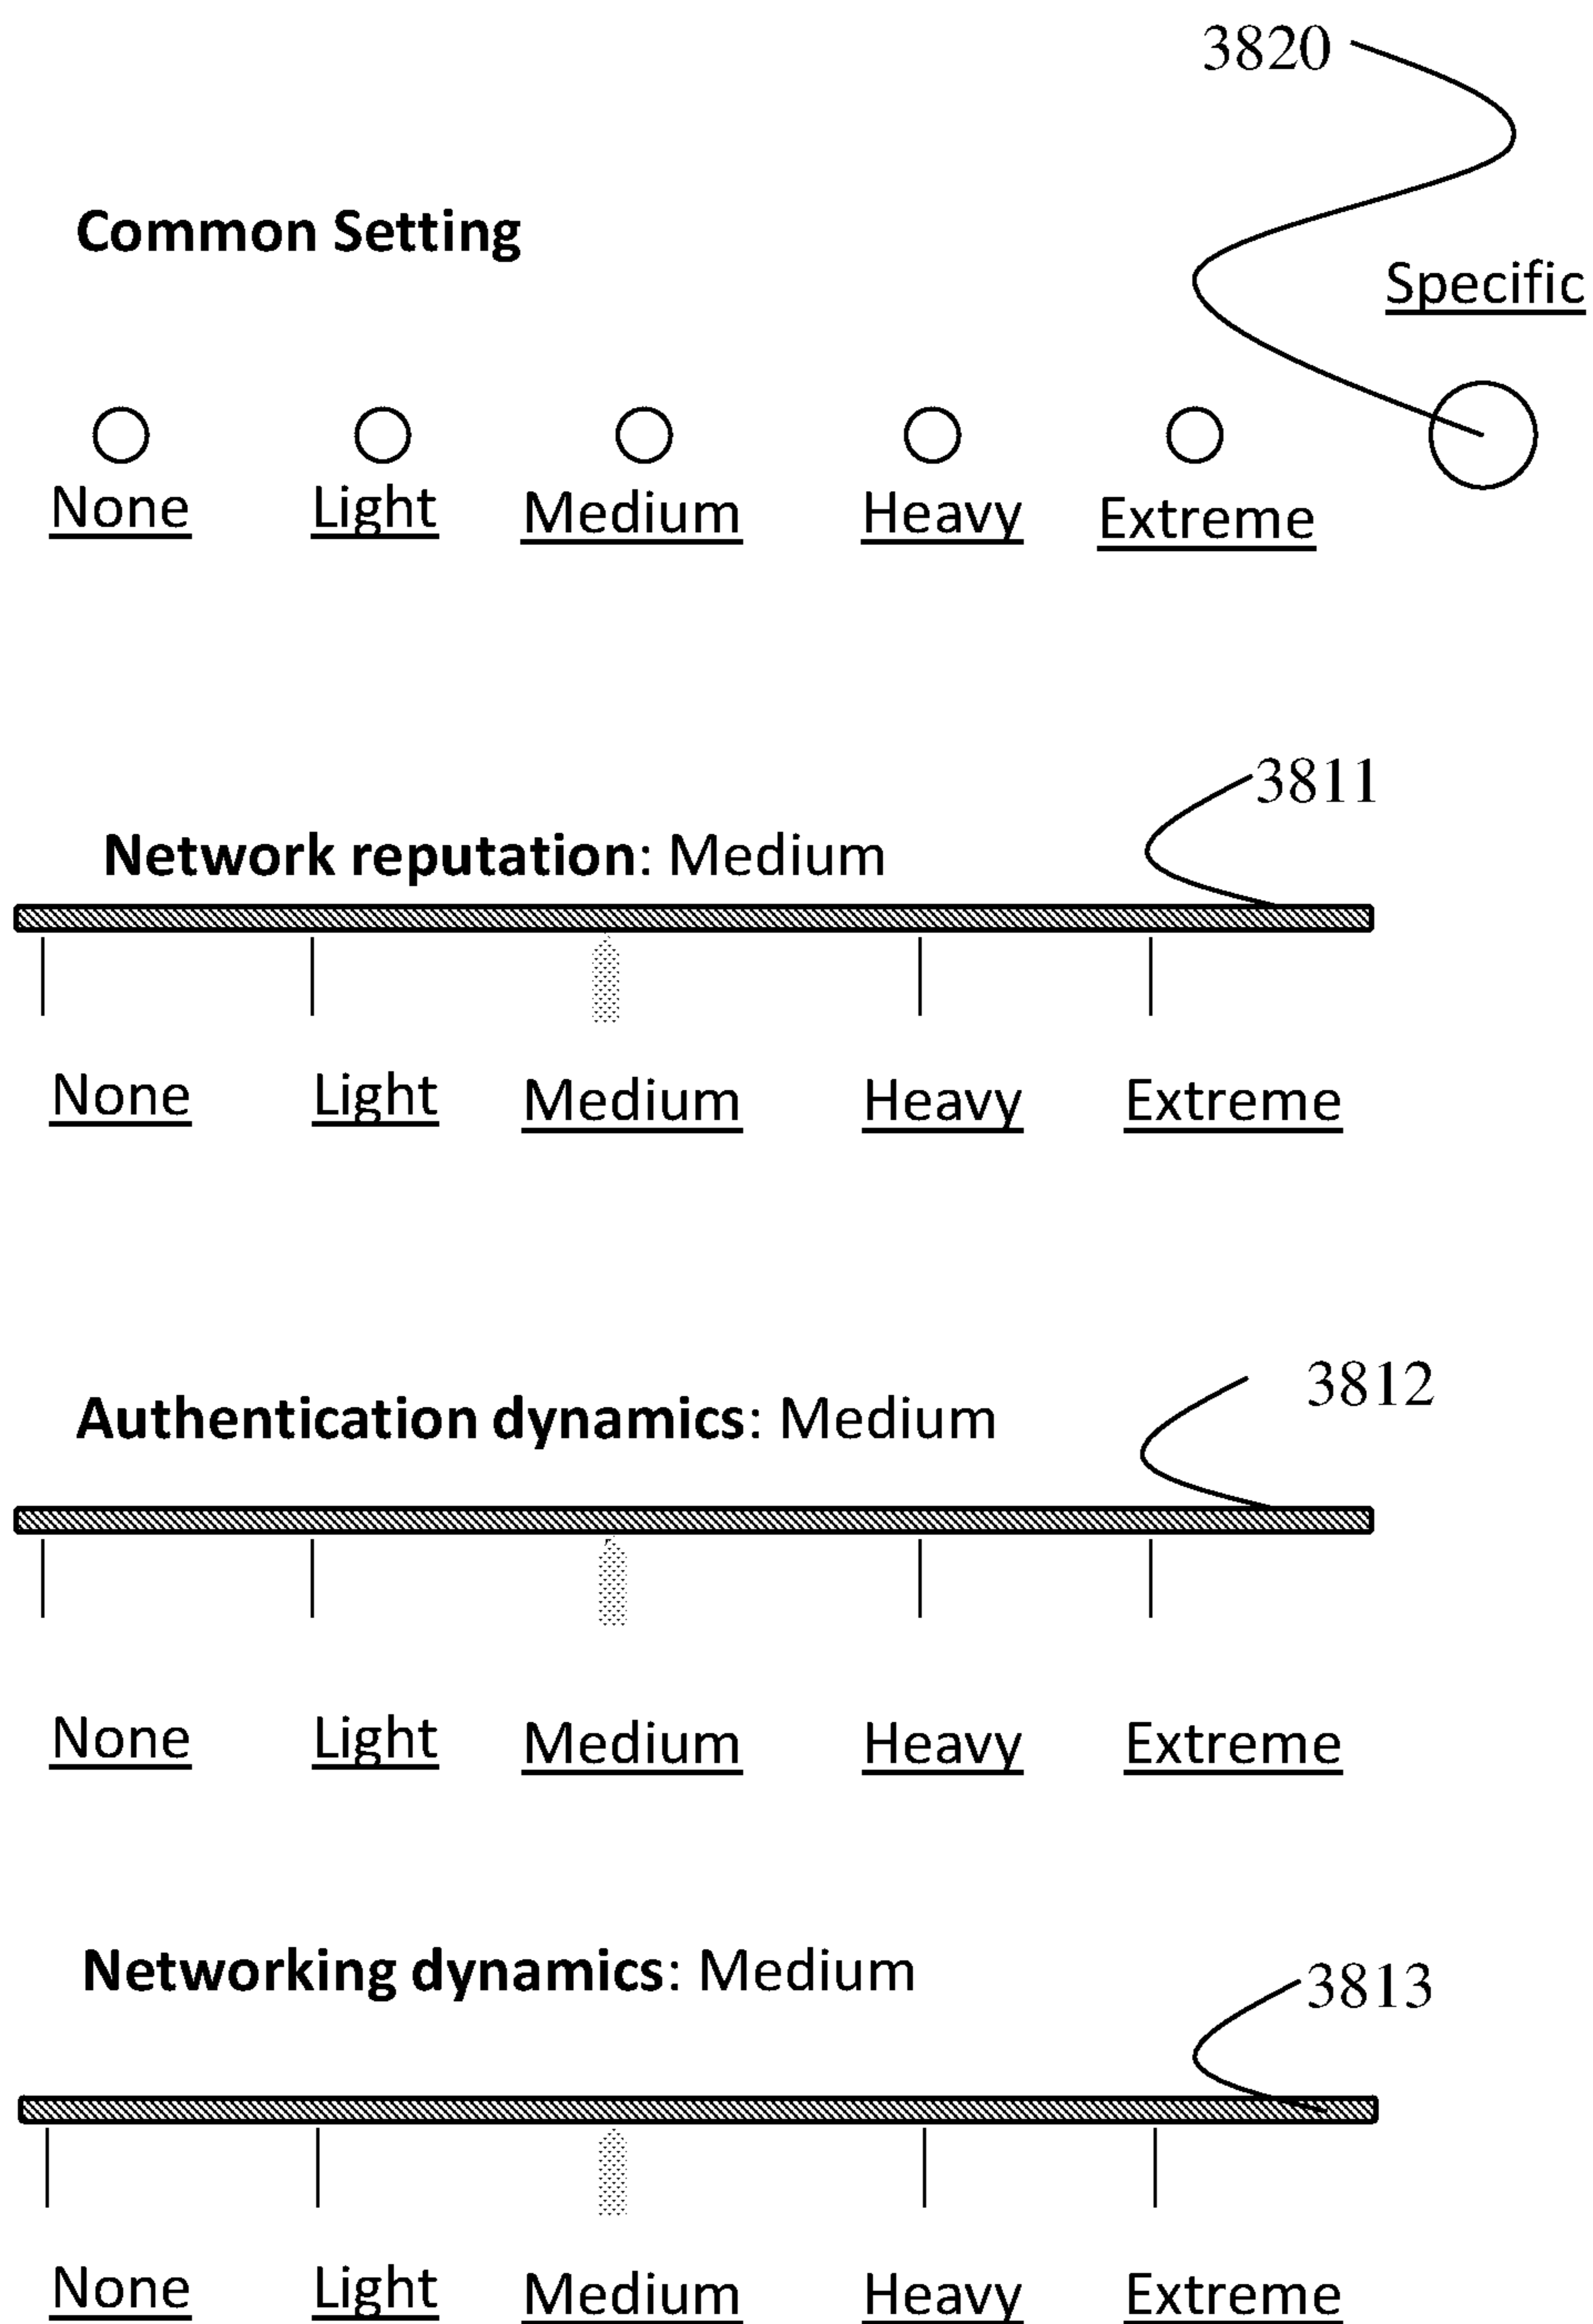 3820
Common Setting
Specific
None Light Medium Heavy Extreme
3811
Network reputation: Medium
None Light Medium Heavy Extreme
3812
Authentication dynamics: Medium
None Light Medium Heavy Extreme
Networking dynamics: Medium
3813
None Light Medium Heavy Extreme